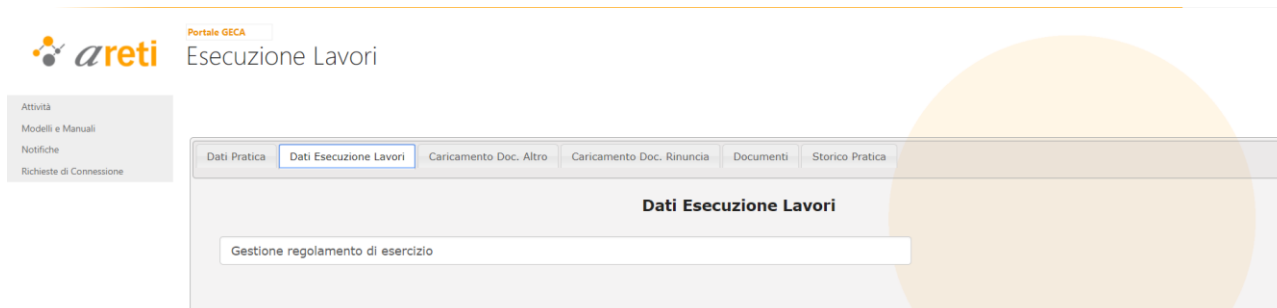 Portale GECA
areti
Esecuzione Lavori
Attività
Modelli e Manuali
Notifiche
Richieste di Connessione
Dati Pratica
Dati Esecuzione Lavori
Caricamento Doc. Altro
Caricamento Doc. Rinuncia
Documenti
Storico Pratica
Dati Esecuzione Lavori
Gestione regolamento di esercizio